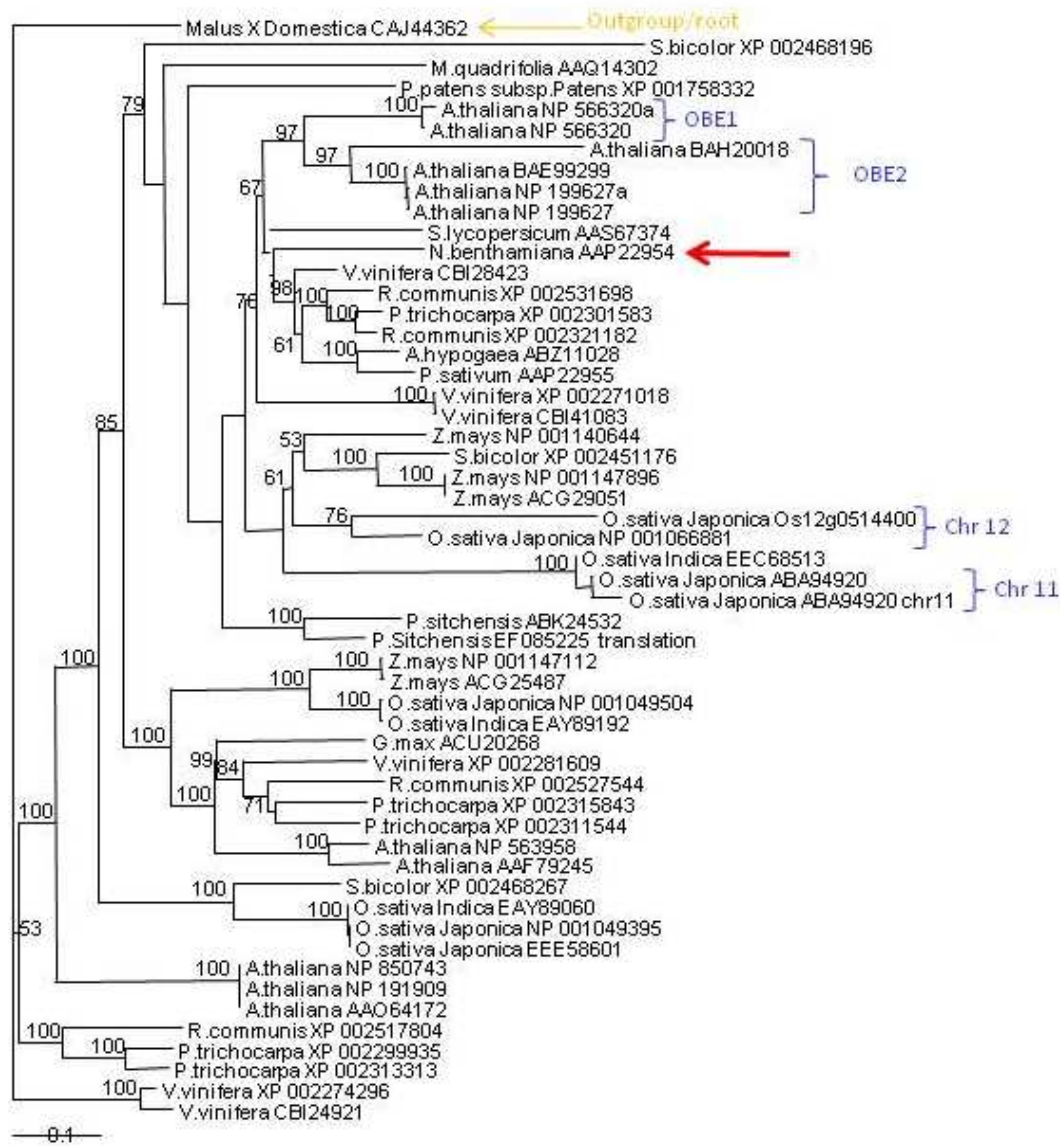 Malus X Domestica CAJ44362
Outgroup/root
S.bicolor XP 002468196
M.quadrifolia AAQ14302
P.patens subsp.Patens XP 001758332
79
100
A.thaliana NP 566320a
A.thaliana NP 566320
OBE1
97
A.thaliana BAH20018
97
100
A.thaliana BAE99299
A.thaliana NP 199627a
A.thaliana NP 199627
OBE2
67
S.lycopersicum AAS67374
N.benthamiana AAP22954
V.vinifera CBI28423
76
98
100
R.communis XP 002531698
100
P.trichocarpa XP 002301583
R.communis XP 002321182
61
100
A.hypogaea ABZ11028
P.sativum AAP22955
100
V.vinifera XP 002271018
V.vinifera CBI41083
85
53
Z.mays NP 001140644
100
S.bicolor XP 002451176
61
100
Z.mays NP 001147896
Z.mays ACG29051
76
O.sativa Japonica Os12g0514400
O.sativa Japonica NP 001066881
Chr 12
100
O.sativa Indica EEC68513
O.sativa Japonica ABA94920
O.sativa Japonica ABA94920 chr11
Chr 11
100
P.sitchensis ABK24532
P.Sitchensis EF085225 translation
100
100
Z.mays NP 001147112
Z.mays ACG25487
100
100
O.sativa Japonica NP 001049504
O.sativa Indica EAY89192
100
G.max ACU20268
99
84
V.vinifera XP 002281609
R.communis XP 002527544
71
P.trichocarpa XP 002315843
P.trichocarpa XP 002311544
100
100
100
A.thaliana NP 563958
A.thaliana AAF79245
100
S.bicolor XP 002468267
100
O.sativa Indica EAY89060
O.sativa Japonica NP 001049395
O.sativa Japonica EEE58601
53
100
A.thaliana NP 850743
A.thaliana NP 191909
A.thaliana AAO64172
100
R.communis XP 002517804
100
P.trichocarpa XP 002299935
P.trichocarpa XP 002313313
100
V.vinifera XP 002274296
V.vinifera CBI24921
0.1